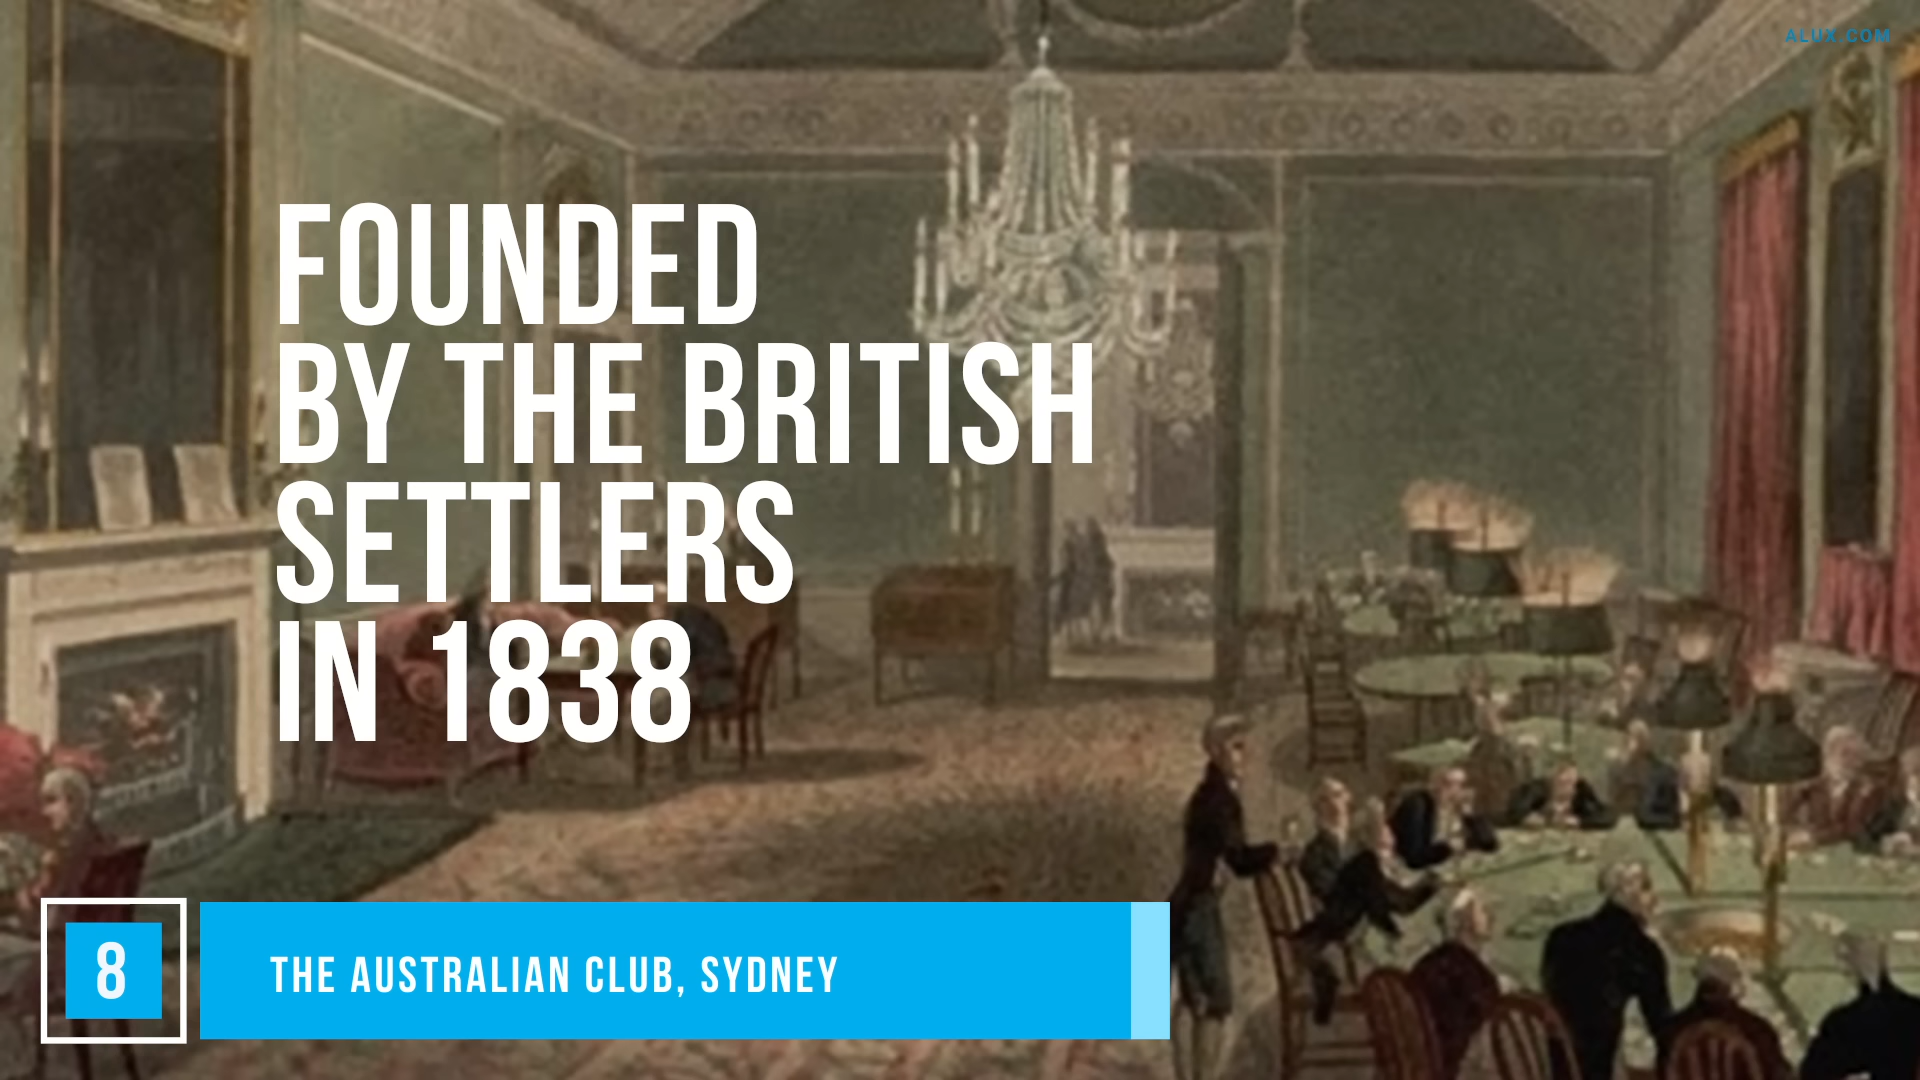 ALUX.COM
FOUNDED
BY THE BRITISH
SETTLERS
IN 1838
8
THE AUSTRALIAN CLUB, SYDNEY